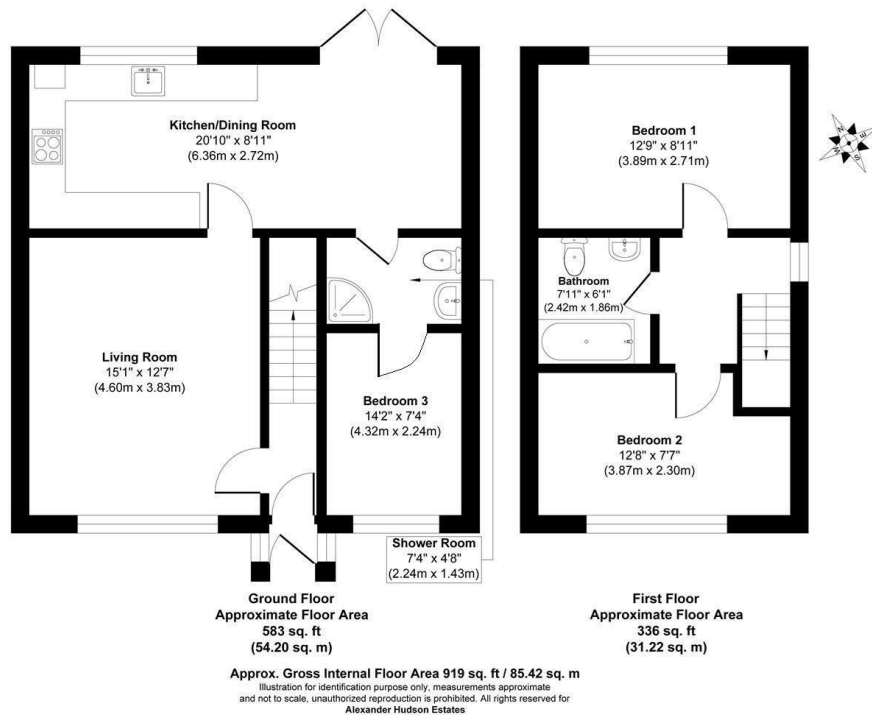 Kitchen/Dining Room
20'10" x 8'11"
(6.36m x 2.72m)
Living Room
15'1" x 12'7"
(4.60m x 3.83m)
Bedroom 3
14'2" x 7'4"
(4.32m x 2.24m)
Shower Room
7'4" x 4'8"
(2.24m x 1.43m)
Ground Floor
Approximate Floor Area
583 sq. ft
(54.20 sq. m)
Bedroom 1
12'9" x 8'11"
(3.89m x 2.71m)
N
E
S
W
Bathroom
7'11" x 6'1"
(2.42m x 1.86m)
Bedroom 2
12'8" x 7'7"
(3.87m x 2.30m)
First Floor
Approximate Floor Area
336 sq. ft
(31.22 sq. m)
Approx. Gross Internal Floor Area 919 sq. ft / 85.42 sq. m
Illustration for identification purpose only, measurements approximate
and not to scale, unauthorized reproduction is prohibited. All rights reserved for
Alexander Hudson Estates